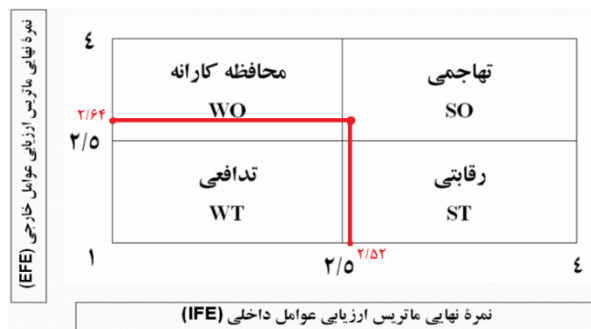 نمرهٔ نهایی ماتریس ارزیابی عوامل خارجی (EFE)
۴
محافظه کارانه
WO
تهاجمی
SO
۲/۶۴
۲/۵
تدافعی
WT
رقابتی
ST
۱
۲/۵
۲/۵۲
۴
نمره نهایی ماتریس ارزیابی عوامل داخلی (IFE)